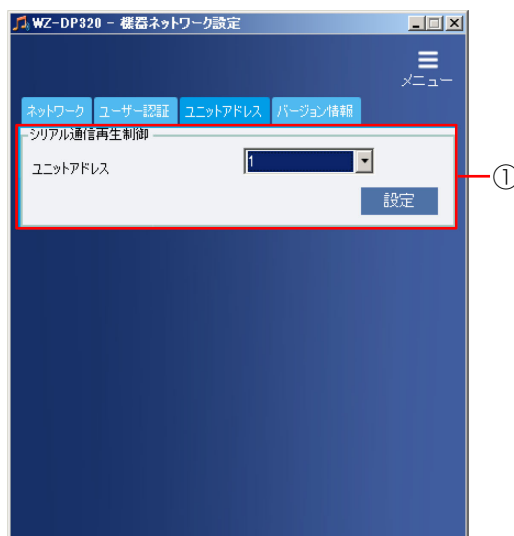 WZ-DP320 - 機器ネットワーク設定
メニュー
ネットワーク ユーザー認証 ユニットアドレス バージョン情報
シリアル通信再生制御
ユニットアドレス 1
①
設定